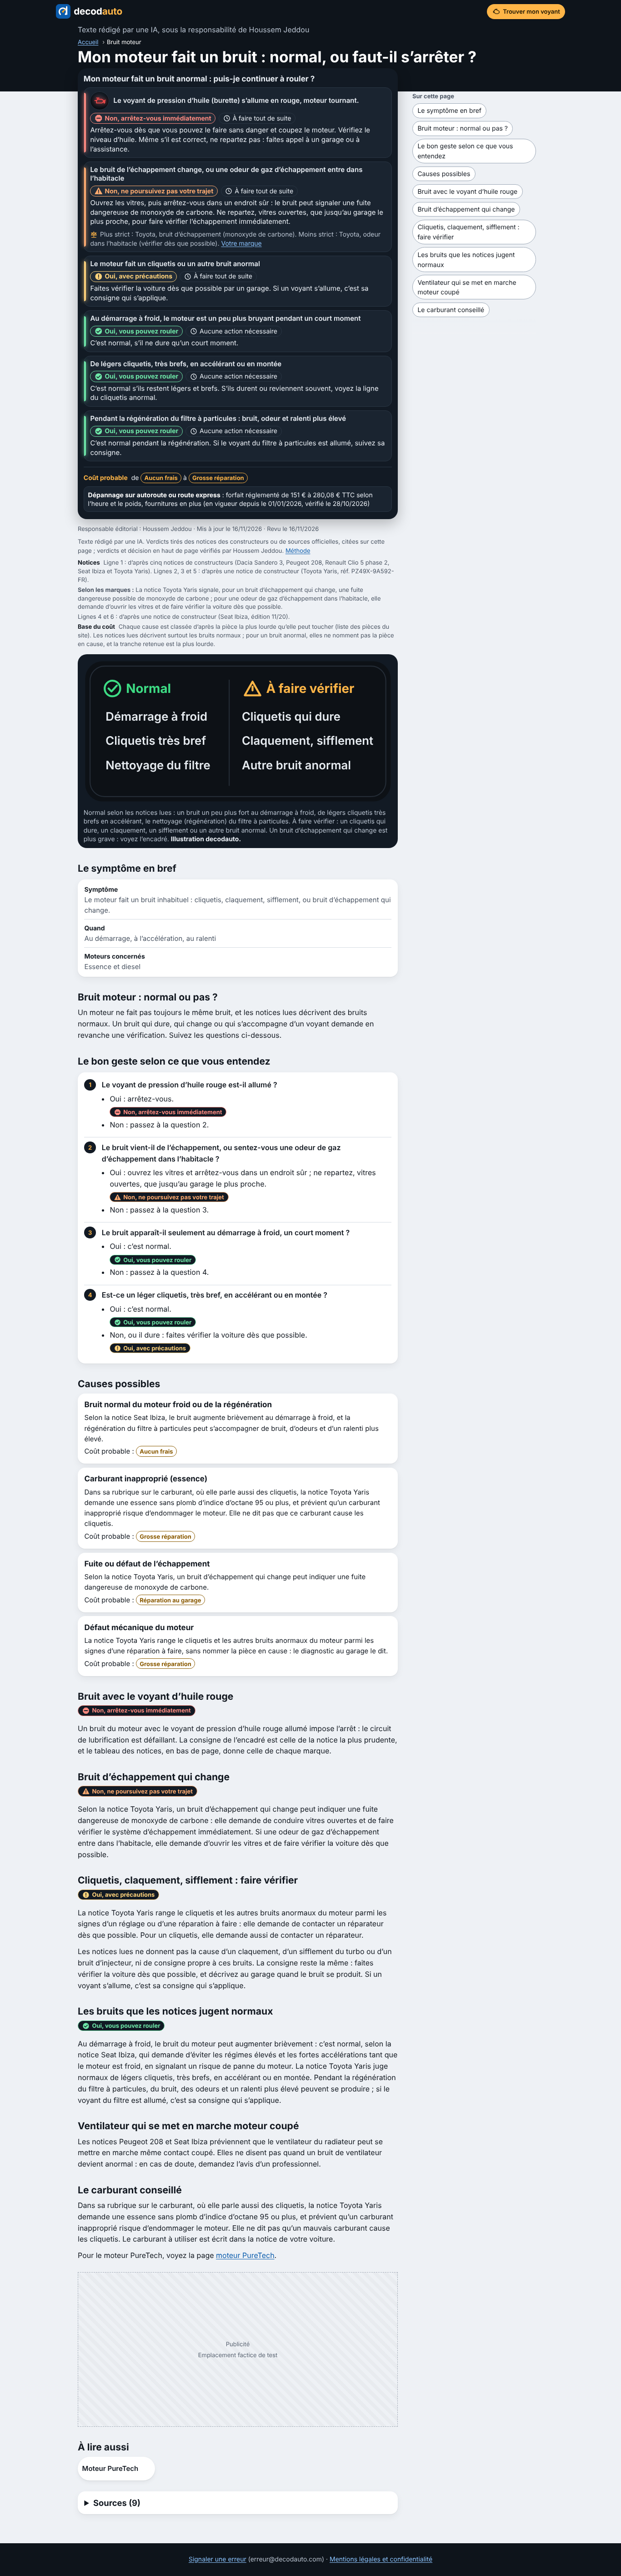 decodauto
Trouver mon voyant
Texte rédigé par une IA, sous la responsabilité de Houssem Jeddou
Accueil › Bruit moteur
Mon moteur fait un bruit : normal, ou faut-il s’arrêter ?
Mon moteur fait un bruit anormal : puis-je continuer à rouler ?
Le voyant de pression d’huile (burette) s’allume en rouge, moteur tournant.
Non, arrêtez-vous immédiatement
À faire tout de suite
Arrêtez-vous dès que vous pouvez le faire sans danger et coupez le moteur. Vérifiez le
niveau d’huile. Même s’il est correct, ne repartez pas : faites appel à un garage ou à
l’assistance.
Le bruit de l’échappement change, ou une odeur de gaz d’échappement entre dans
l’habitacle
Non, ne poursuivez pas votre trajet
À faire tout de suite
Ouvrez les vitres, puis arrêtez-vous dans un endroit sûr : le bruit peut signaler une fuite
dangereuse de monoxyde de carbone. Ne repartez, vitres ouvertes, que jusqu’au garage le
plus proche, pour faire vérifier l’échappement immédiatement.
Plus strict : Toyota, bruit d’échappement (monoxyde de carbone). Moins strict : Toyota, odeur
dans l’habitacle (vérifier dès que possible). Votre marque
Le moteur fait un cliquetis ou un autre bruit anormal
Oui, avec précautions
À faire tout de suite
Faites vérifier la voiture dès que possible par un garage. Si un voyant s’allume, c’est sa
consigne qui s’applique.
Au démarrage à froid, le moteur est un peu plus bruyant pendant un court moment
Oui, vous pouvez rouler
Aucune action nécessaire
C’est normal, s’il ne dure qu’un court moment.
De légers cliquetis, très brefs, en accélérant ou en montée
Oui, vous pouvez rouler
Aucune action nécessaire
C’est normal s’ils restent légers et brefs. S’ils durent ou reviennent souvent, voyez la ligne
du cliquetis anormal.
Pendant la régénération du filtre à particules : bruit, odeur et ralenti plus élevé
Oui, vous pouvez rouler
Aucune action nécessaire
C’est normal pendant la régénération. Si le voyant du filtre à particules est allumé, suivez sa
consigne.
Coût probable de Aucun frais à Grosse réparation
Dépannage sur autoroute ou route express : forfait réglementé de 151 € à 280,08 € TTC selon
l’heure et le poids, fournitures en plus (en vigueur depuis le 01/01/2026, vérifié le 28/10/2026)
Responsable éditorial : Houssem Jeddou · Mis à jour le 16/11/2026 · Revu le 16/11/2026
Texte rédigé par une IA. Verdicts tirés des notices des constructeurs ou de sources officielles, citées sur cette
page ; verdicts et décision en haut de page vérifiés par Houssem Jeddou. Méthode
Notices Ligne 1 : d’après cinq notices de constructeurs (Dacia Sandero 3, Peugeot 208, Renault Clio 5 phase 2,
Seat Ibiza et Toyota Yaris). Lignes 2, 3 et 5 : d’après une notice de constructeur (Toyota Yaris, réf. PZ49X-9A592-
FR).
Selon les marques : La notice Toyota Yaris signale, pour un bruit d’échappement qui change, une fuite
dangereuse possible de monoxyde de carbone ; pour une odeur de gaz d’échappement dans l’habitacle, elle
demande d’ouvrir les vitres et de faire vérifier la voiture dès que possible.
Lignes 4 et 6 : d’après une notice de constructeur (Seat Ibiza, édition 11/20).
Base du coût Chaque cause est classée d’après la pièce la plus lourde qu’elle peut toucher (liste des pièces du
site). Les notices lues décrivent surtout les bruits normaux ; pour un bruit anormal, elles ne nomment pas la pièce
en cause, et la tranche retenue est la plus lourde.
Normal
Démarrage à froid
Cliquetis très bref
Nettoyage du filtre
À faire vérifier
Cliquetis qui dure
Claquement, sifflement
Autre bruit anormal
Normal selon les notices lues : un bruit un peu plus fort au démarrage à froid, de légers cliquetis très
brefs en accélérant, le nettoyage (régénération) du filtre à particules. À faire vérifier : un cliquetis qui
dure, un claquement, un sifflement ou un autre bruit anormal. Un bruit d’échappement qui change est
plus grave : voyez l’encadré. Illustration decodauto.
Le symptôme en bref
Symptôme
Le moteur fait un bruit inhabituel : cliquetis, claquement, sifflement, ou bruit d’échappement qui
change.
Quand
Au démarrage, à l’accélération, au ralenti
Moteurs concernés
Essence et diesel
Bruit moteur : normal ou pas ?
Un moteur ne fait pas toujours le même bruit, et les notices lues décrivent des bruits
normaux. Un bruit qui dure, qui change ou qui s’accompagne d’un voyant demande en
revanche une vérification. Suivez les questions ci-dessous.
Le bon geste selon ce que vous entendez
1 Le voyant de pression d’huile rouge est-il allumé ?
• Oui : arrêtez-vous.
Non, arrêtez-vous immédiatement
• Non : passez à la question 2.
2 Le bruit vient-il de l’échappement, ou sentez-vous une odeur de gaz
d’échappement dans l’habitacle ?
• Oui : ouvrez les vitres et arrêtez-vous dans un endroit sûr ; ne repartez, vitres
ouvertes, que jusqu’au garage le plus proche.
Non, ne poursuivez pas votre trajet
• Non : passez à la question 3.
3 Le bruit apparaît-il seulement au démarrage à froid, un court moment ?
• Oui : c’est normal.
Oui, vous pouvez rouler
• Non : passez à la question 4.
4 Est-ce un léger cliquetis, très bref, en accélérant ou en montée ?
• Oui : c’est normal.
Oui, vous pouvez rouler
• Non, ou il dure : faites vérifier la voiture dès que possible.
Oui, avec précautions
Causes possibles
Bruit normal du moteur froid ou de la régénération
Selon la notice Seat Ibiza, le bruit augmente brièvement au démarrage à froid, et la
régénération du filtre à particules peut s’accompagner de bruit, d’odeurs et d’un ralenti plus
élevé.
Coût probable : Aucun frais
Carburant inapproprié (essence)
Dans sa rubrique sur le carburant, où elle parle aussi des cliquetis, la notice Toyota Yaris
demande une essence sans plomb d’indice d’octane 95 ou plus, et prévient qu’un carburant
inapproprié risque d’endommager le moteur. Elle ne dit pas que ce carburant cause les
cliquetis.
Coût probable : Grosse réparation
Fuite ou défaut de l’échappement
Selon la notice Toyota Yaris, un bruit d’échappement qui change peut indiquer une fuite
dangereuse de monoxyde de carbone.
Coût probable : Réparation au garage
Défaut mécanique du moteur
La notice Toyota Yaris range le cliquetis et les autres bruits anormaux du moteur parmi les
signes d’une réparation à faire, sans nommer la pièce en cause : le diagnostic au garage le dit.
Coût probable : Grosse réparation
Bruit avec le voyant d’huile rouge
Non, arrêtez-vous immédiatement
Un bruit du moteur avec le voyant de pression d’huile rouge allumé impose l’arrêt : le circuit
de lubrification est défaillant. La consigne de l’encadré est celle de la notice la plus prudente,
et le tableau des notices, en bas de page, donne celle de chaque marque.
Bruit d’échappement qui change
Non, ne poursuivez pas votre trajet
Selon la notice Toyota Yaris, un bruit d’échappement qui change peut indiquer une fuite
dangereuse de monoxyde de carbone : elle demande de conduire vitres ouvertes et de faire
vérifier le système d’échappement immédiatement. Si une odeur de gaz d’échappement
entre dans l’habitacle, elle demande d’ouvrir les vitres et de faire vérifier la voiture dès que
possible.
Cliquetis, claquement, sifflement : faire vérifier
Oui, avec précautions
La notice Toyota Yaris range le cliquetis et les autres bruits anormaux du moteur parmi les
signes d’un réglage ou d’une réparation à faire : elle demande de contacter un réparateur
dès que possible. Pour un cliquetis, elle demande aussi de contacter un réparateur.
Les notices lues ne donnent pas la cause d’un claquement, d’un sifflement du turbo ou d’un
bruit d’injecteur, ni de consigne propre à ces bruits. La consigne reste la même : faites
vérifier la voiture dès que possible, et décrivez au garage quand le bruit se produit. Si un
voyant s’allume, c’est sa consigne qui s’applique.
Les bruits que les notices jugent normaux
Oui, vous pouvez rouler
Au démarrage à froid, le bruit du moteur peut augmenter brièvement : c’est normal, selon la
notice Seat Ibiza, qui demande d’éviter les régimes élevés et les fortes accélérations tant que
le moteur est froid, en signalant un risque de panne du moteur. La notice Toyota Yaris juge
normaux de légers cliquetis, très brefs, en accélérant ou en montée. Pendant la régénération
du filtre à particules, du bruit, des odeurs et un ralenti plus élevé peuvent se produire ; si le
voyant du filtre est allumé, c’est sa consigne qui s’applique.
Ventilateur qui se met en marche moteur coupé
Les notices Peugeot 208 et Seat Ibiza préviennent que le ventilateur du radiateur peut se
mettre en marche même contact coupé. Elles ne disent pas quand un bruit de ventilateur
devient anormal : en cas de doute, demandez l’avis d’un professionnel.
Le carburant conseillé
Dans sa rubrique sur le carburant, où elle parle aussi des cliquetis, la notice Toyota Yaris
demande une essence sans plomb d’indice d’octane 95 ou plus, et prévient qu’un carburant
inapproprié risque d’endommager le moteur. Elle ne dit pas qu’un mauvais carburant cause
les cliquetis. Le carburant à utiliser est écrit dans la notice de votre voiture.
Pour le moteur PureTech, voyez la page moteur PureTech.
Publicité
Emplacement factice de test
À lire aussi
Moteur PureTech
Sources (9)
Sur cette page
Le symptôme en bref
Bruit moteur : normal ou pas ?
Le bon geste selon ce que vous
entendez
Causes possibles
Bruit avec le voyant d’huile rouge
Bruit d’échappement qui change
Cliquetis, claquement, sifflement :
faire vérifier
Les bruits que les notices jugent
normaux
Ventilateur qui se met en marche
moteur coupé
Le carburant conseillé
Signaler une erreur (erreur@decodauto.com) · Mentions légales et confidentialité